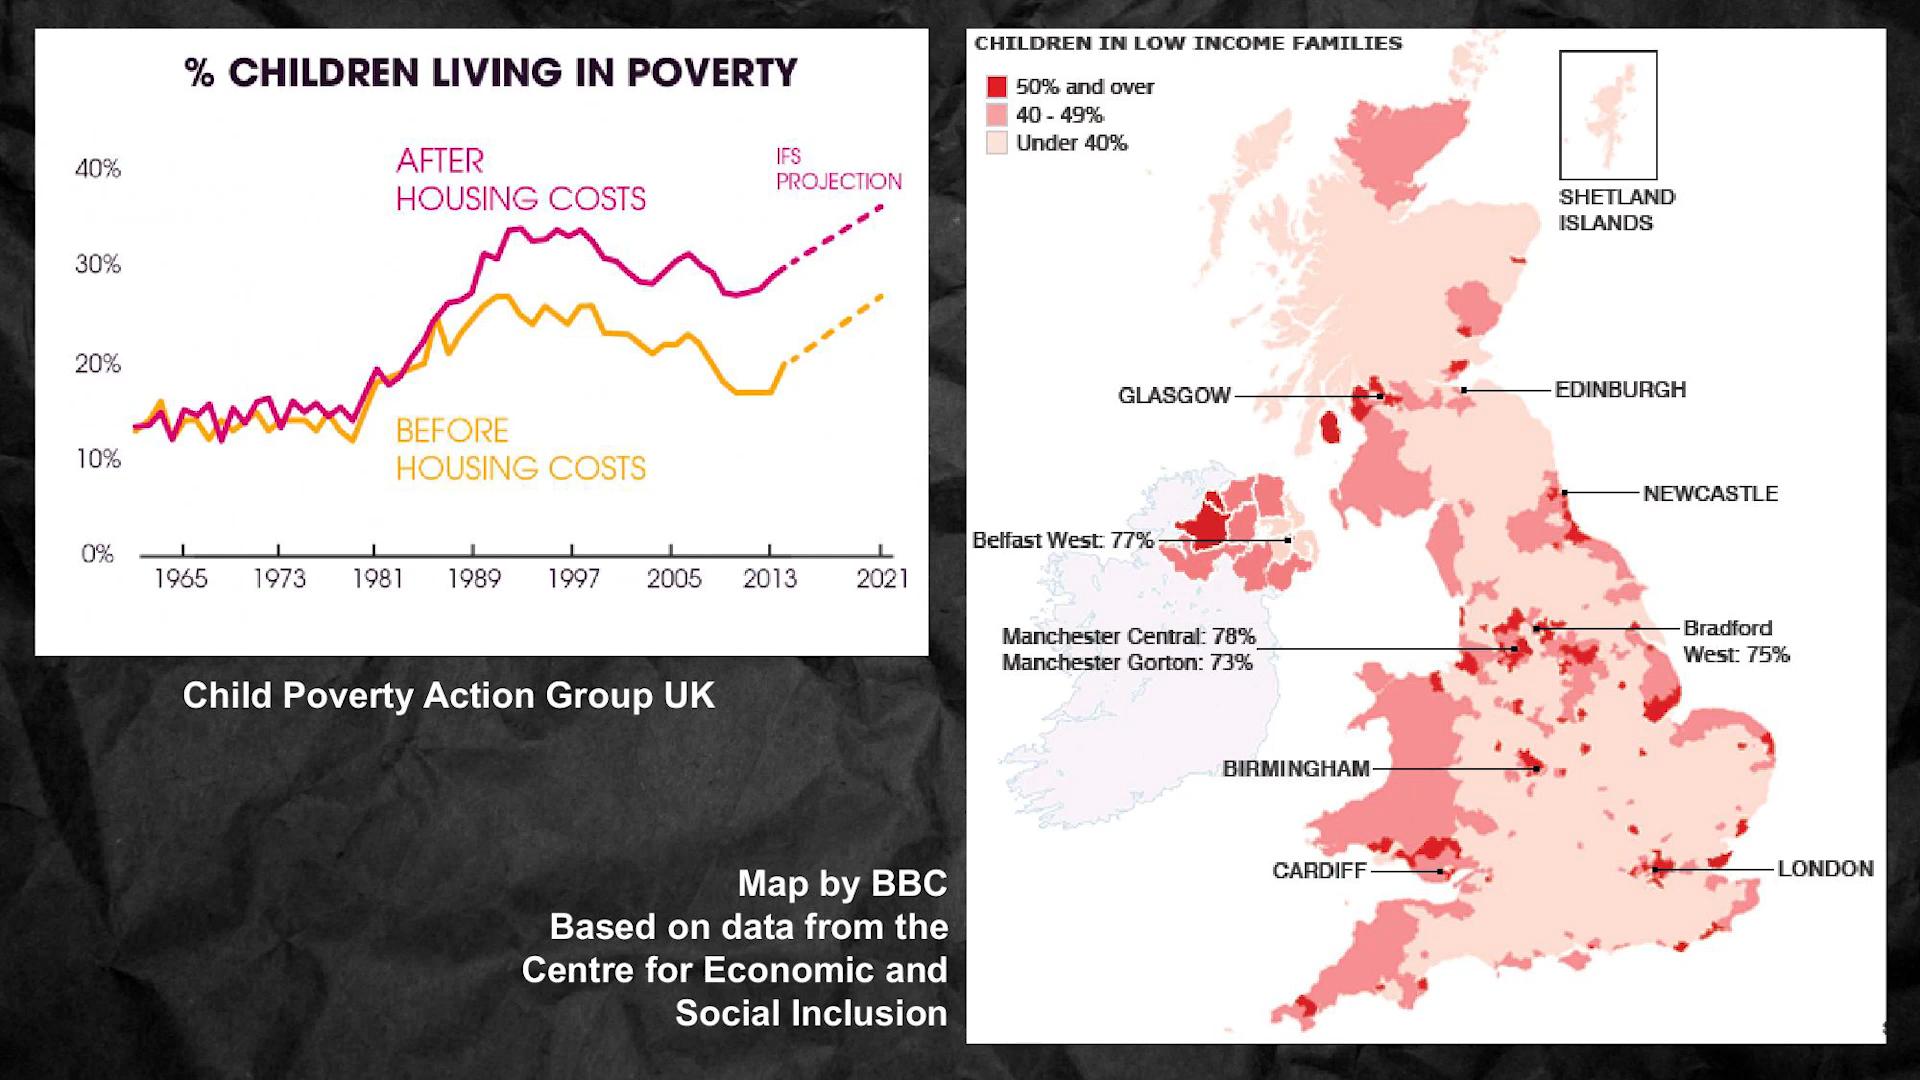 % CHILDREN LIVING IN POVERTY
40%
30%
20%
10%
0%
AFTER
HOUSING COSTS
IFS
PROJECTION
BEFORE
HOUSING COSTS
1965 1973 1981 1989 1997 2005 2013 2021
Child Poverty Action Group UK
Map by BBC
Based on data from the
Centre for Economic and
Social Inclusion
CHILDREN IN LOW INCOME FAMILIES
50% and over
40 - 49%
Under 40%
SHETLAND
ISLANDS
GLASGOW
EDINBURGH
NEWCASTLE
Belfast West: 77%
Manchester Central: 78%
Manchester Gorton: 73%
Bradford
West: 75%
BIRMINGHAM
CARDIFF
LONDON